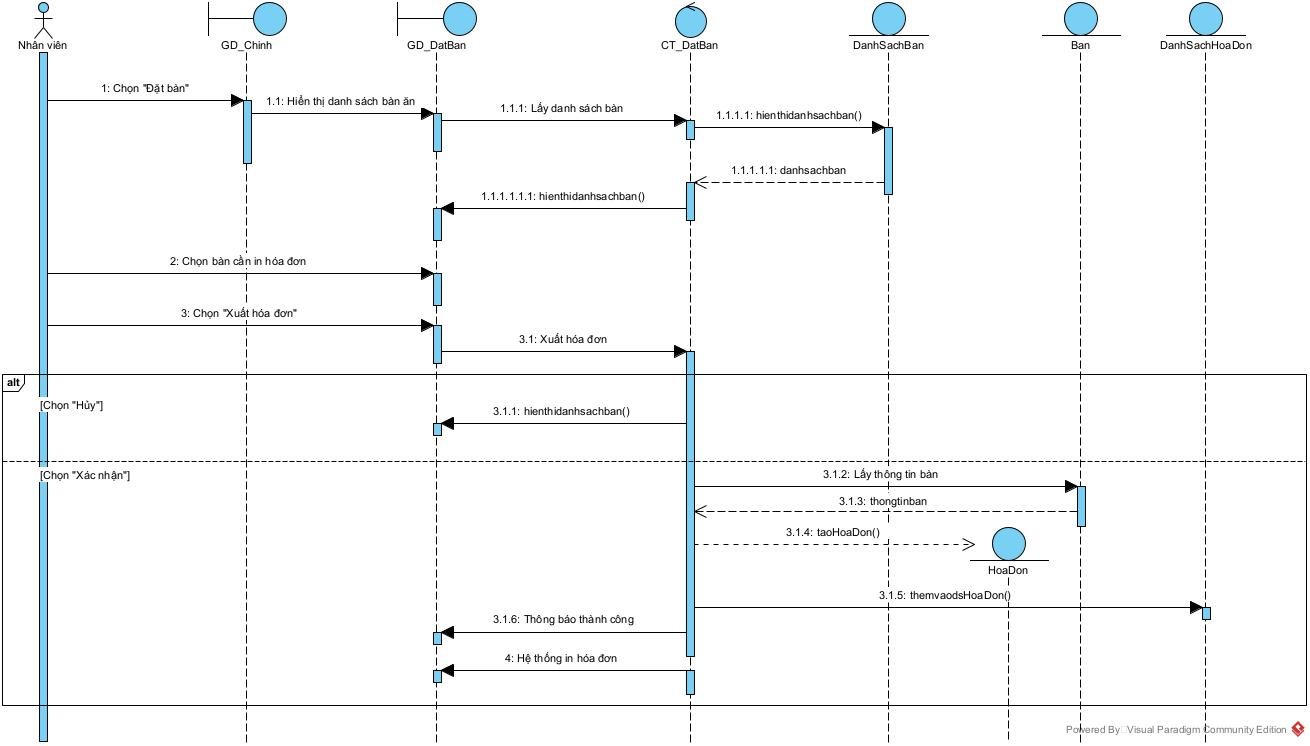 Nhân viên
GD_Chinh
GD_DatBan
CT_DatBan
DanhSachBan
Ban
DanhSachHoaDon
1: Chọn "Đặt bàn"
1.1: Hiển thị danh sách bàn ăn
1.1.1: Lấy danh sách bàn
1.1.1.1: hienthidanhsachban()
1.1.1.1.1: danhsachban
1.1.1.1.1.1: hienthidanhsachban()
2: Chọn bàn cần in hóa đơn
3: Chọn "Xuất hóa đơn"
3.1: Xuất hóa đơn
alt
[Chọn "Hủy"]
3.1.1: hienthidanhsachban()
[Chọn "Xác nhận"]
3.1.2: Lấy thông tin bàn
3.1.3: thongtinban
3.1.4: taoHoaDon()
HoaDon
3.1.5: themvaodsHoaDon()
3.1.6: Thông báo thành công
4: Hệ thống in hóa đơn
Powered By Visual Paradigm Community Edition